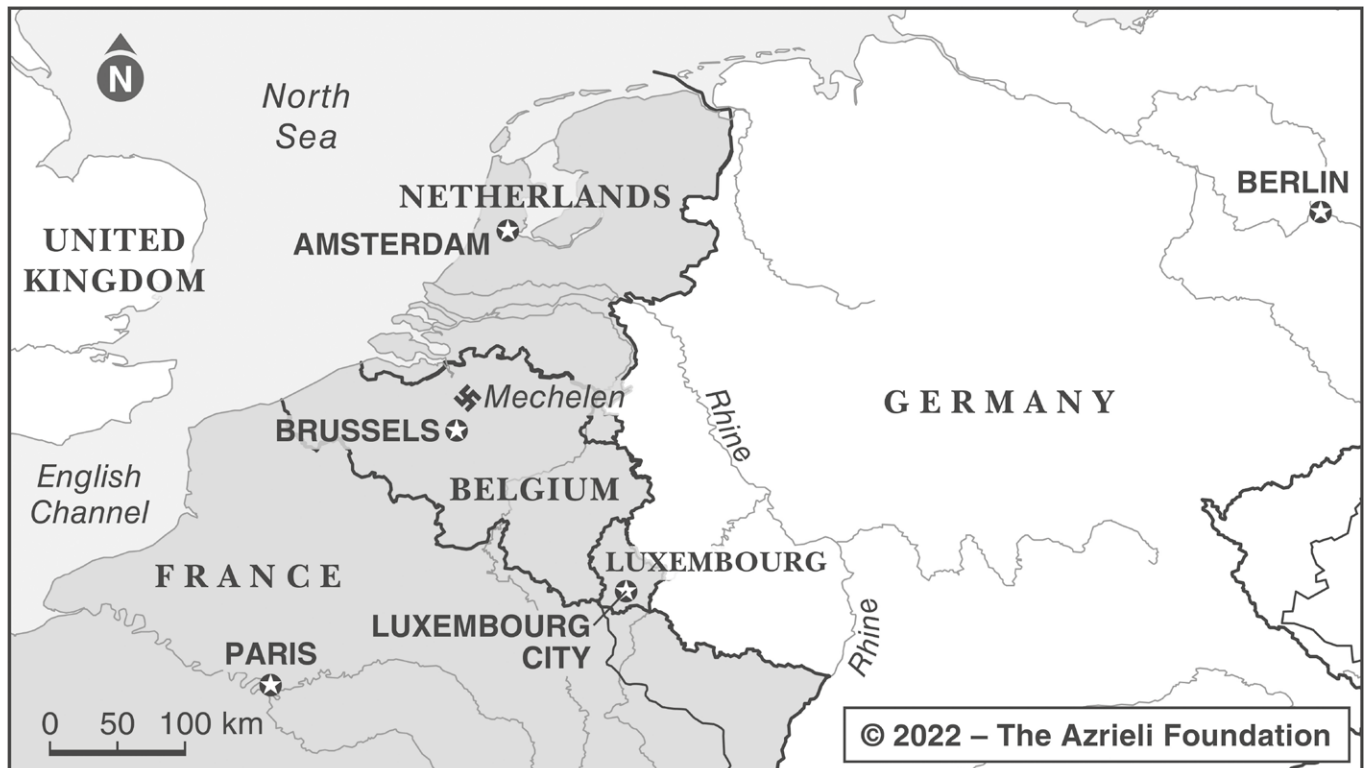 N
North
Sea
NETHERLANDS
AMSTERDAM
BERLIN
UNITED
KINGDOM
Mechelen
BRUSSELS
Rhine
GERMANY
English
Channel
BELGIUM
FRANCE
LUXEMBOURG
LUXEMBOURG
CITY
Rhine
PARIS
0 50 100 km
© 2022 – The Azrieli Foundation